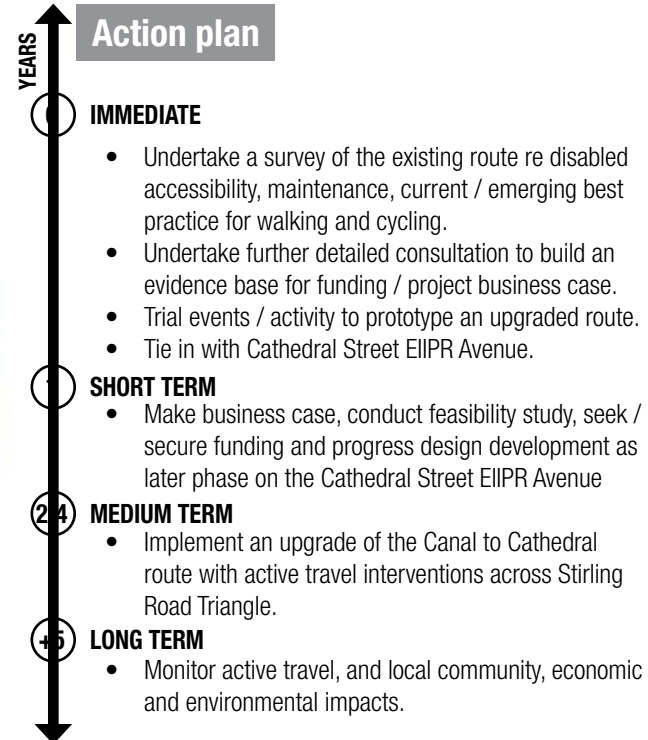 YEARS
Action plan
IMMEDIATE
• Undertake a survey of the existing route re disabled
accessibility, maintenance, current / emerging best
practice for walking and cycling.
• Undertake further detailed consultation to build an
evidence base for funding / project business case.
• Trial events / activity to prototype an upgraded route.
• Tie in with Cathedral Street EIIPR Avenue.
SHORT TERM
• Make business case, conduct feasibility study, seek /
secure funding and progress design development as
later phase on the Cathedral Street EIIPR Avenue
2-4 MEDIUM TERM
• Implement an upgrade of the Canal to Cathedral
route with active travel interventions across Stirling
Road Triangle.
+5 LONG TERM
• Monitor active travel, and local community, economic
and environmental impacts.